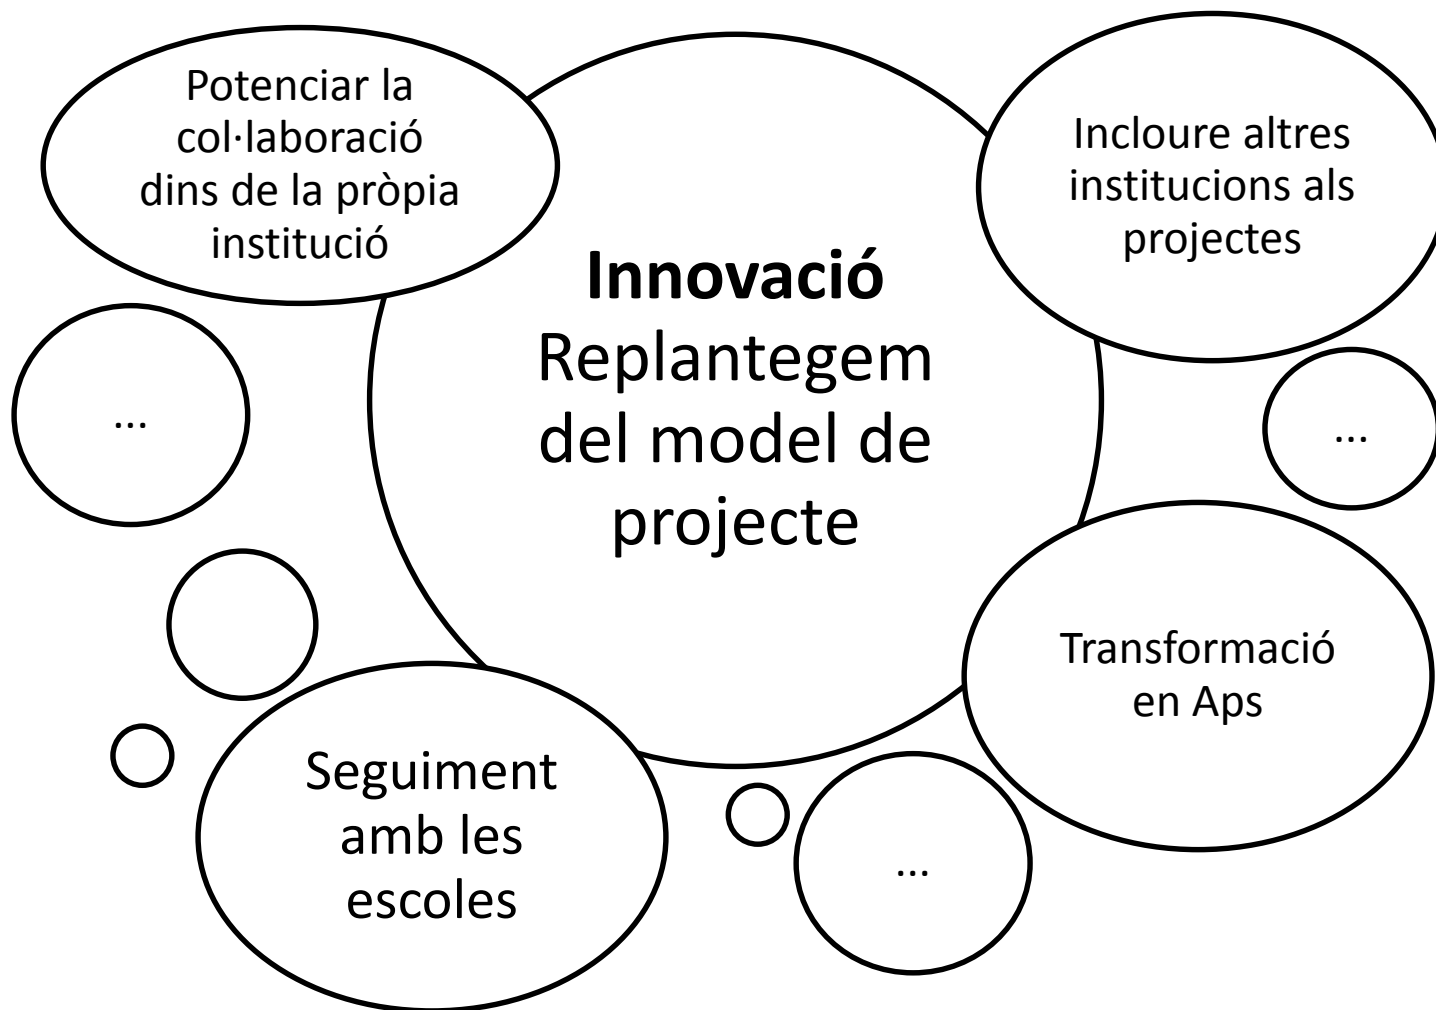 Potenciar la
col·laboració
dins de la pròpia
institució
Incloure altres
institucions als
projectes
Innovació
Replantegem
del model de
projecte
...
...
Transformació
en Aps
Seguiment
amb les
escoles
...